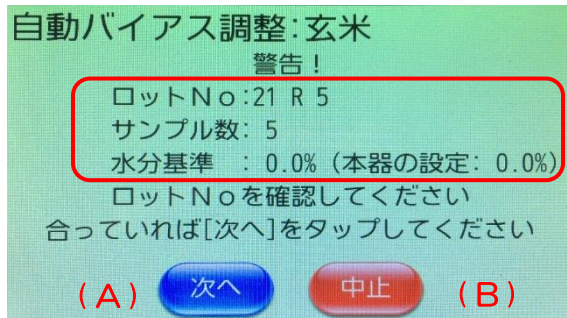 自動バイアス調整:玄米
警告！
ロットＮｏ:21 R 5
サンプル数: 5
水分基準 : 0.0% (本器の設定: 0.0%)
ロットＮｏを確認してください
合っていれば[次へ]をタップしてください
(Ａ) 次へ 中止 (Ｂ)